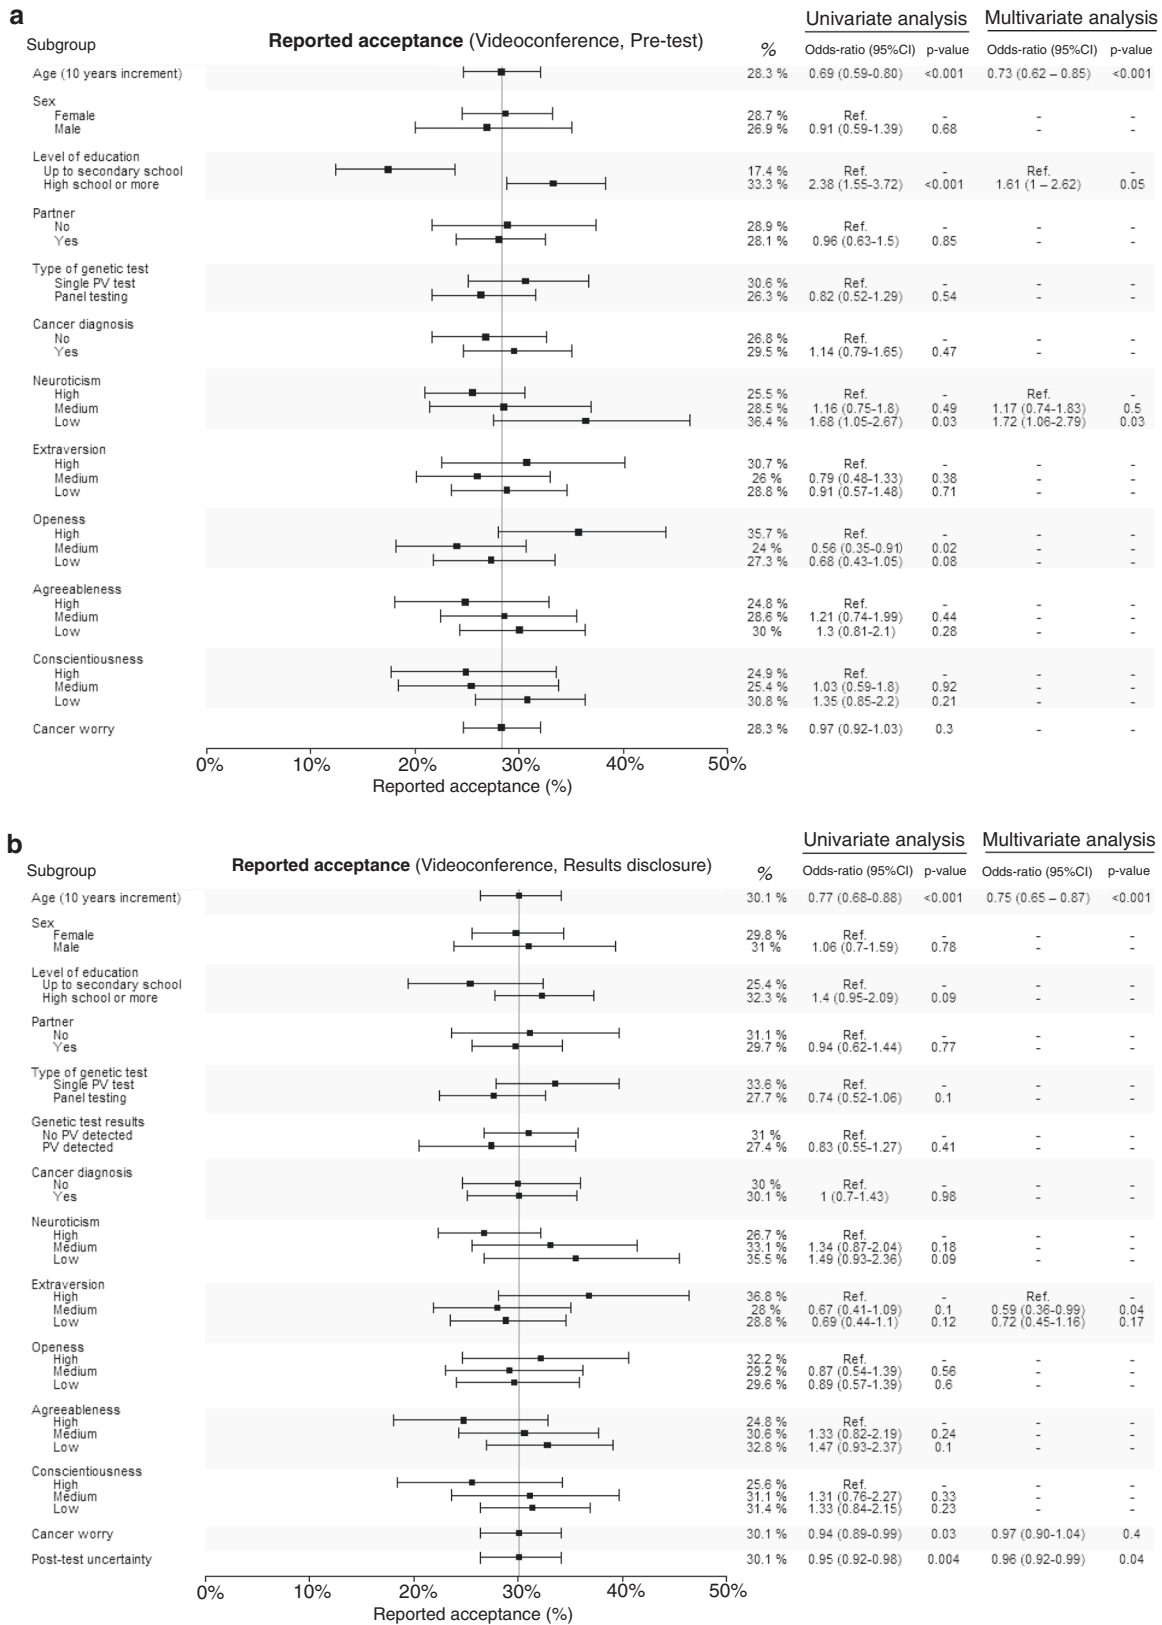 a
Univariate analysis Multivariate analysis
Subgroup Reported acceptance (Videoconference, Pre-test) % Odds-ratio (95%CI) p-value Odds-ratio (95%CI) p-value
Age (10 years increment) 28.3 % 0.69 (0.59-0.80) <0.001 0.73 (0.62 – 0.85) <0.001
Sex
Female 28.7 % Ref. - - -
Male 26.9 % 0.91 (0.59-1.39) 0.68 - -
Level of education
Up to secondary school 17.4 % Ref. - Ref. -
High school or more 33.3 % 2.38 (1.55-3.72) <0.001 1.61 (1 – 2.62) 0.05
Partner
No 28.9 % Ref. - - -
Yes 28.1 % 0.96 (0.63-1.5) 0.85 - -
Type of genetic test
Single PV test 30.6 % Ref. - - -
Panel testing 26.3 % 0.82 (0.52-1.29) 0.54 - -
Cancer diagnosis
No 26.8 % Ref. - - -
Yes 29.5 % 1.14 (0.79-1.65) 0.47 - -
Neuroticism
High 25.5 % Ref. - Ref. -
Medium 28.5 % 1.16 (0.75-1.8) 0.49 1.17 (0.74-1.83) 0.5
Low 36.4 % 1.68 (1.05-2.67) 0.03 1.72 (1.06-2.79) 0.03
Extraversion
High 30.7 % Ref. - - -
Medium 26 % 0.79 (0.48-1.33) 0.38 - -
Low 28.8 % 0.91 (0.57-1.48) 0.71 - -
Openess
High 35.7 % Ref. - - -
Medium 24 % 0.56 (0.35-0.91) 0.02 - -
Low 27.3 % 0.68 (0.43-1.05) 0.08 - -
Agreeableness
High 24.8 % Ref. - - -
Medium 28.6 % 1.21 (0.74-1.99) 0.44 - -
Low 30 % 1.3 (0.81-2.1) 0.28 - -
Conscientiousness
High 24.9 % Ref. - - -
Medium 25.4 % 1.03 (0.59-1.8) 0.92 - -
Low 30.8 % 1.35 (0.85-2.2) 0.21 - -
Cancer worry 28.3 % 0.97 (0.92-1.03) 0.3 - -
0% 10% 20% 30% 40% 50%
Reported acceptance (%)
b
Univariate analysis Multivariate analysis
Subgroup Reported acceptance (Videoconference, Results disclosure) % Odds-ratio (95%CI) p-value Odds-ratio (95%CI) p-value
Age (10 years increment) 30.1 % 0.77 (0.68-0.88) <0.001 0.75 (0.65 – 0.87) <0.001
Sex
Female 29.8 % Ref. - - -
Male 31 % 1.06 (0.7-1.59) 0.78 - -
Level of education
Up to secondary school 25.4 % Ref. - - -
High school or more 32.3 % 1.4 (0.95-2.09) 0.09 - -
Partner
No 31.1 % Ref. - - -
Yes 29.7 % 0.94 (0.62-1.44) 0.77 - -
Type of genetic test
Single PV test 33.6 % Ref. - - -
Panel testing 27.7 % 0.74 (0.52-1.06) 0.1 - -
Genetic test results
No PV detected 31 % Ref. - - -
PV detected 27.4 % 0.83 (0.55-1.27) 0.41 - -
Cancer diagnosis
No 30 % Ref. - - -
Yes 30.1 % 1 (0.7-1.43) 0.98 - -
Neuroticism
High 26.7 % Ref. - - -
Medium 33.1 % 1.34 (0.87-2.04) 0.18 - -
Low 35.5 % 1.49 (0.93-2.36) 0.09 - -
Extraversion
High 36.8 % Ref. - Ref. -
Medium 28 % 0.67 (0.41-1.09) 0.1 0.59 (0.36-0.99) 0.04
Low 28.8 % 0.69 (0.44-1.1) 0.12 0.72 (0.45-1.16) 0.17
Openess
High 32.2 % Ref. - - -
Medium 29.2 % 0.87 (0.54-1.39) 0.56 - -
Low 29.6 % 0.89 (0.57-1.39) 0.6 - -
Agreeableness
High 24.8 % Ref. - - -
Medium 30.6 % 1.33 (0.82-2.19) 0.24 - -
Low 32.8 % 1.47 (0.93-2.37) 0.1 - -
Conscientiousness
High 25.6 % Ref. - - -
Medium 31.1 % 1.31 (0.76-2.27) 0.33 - -
Low 31.4 % 1.33 (0.84-2.15) 0.23 - -
Cancer worry 30.1 % 0.94 (0.89-0.99) 0.03 0.97 (0.90-1.04) 0.4
Post-test uncertainty 30.1 % 0.95 (0.92-0.98) 0.004 0.96 (0.92-0.99) 0.04
0% 10% 20% 30% 40% 50%
Reported acceptance (%)